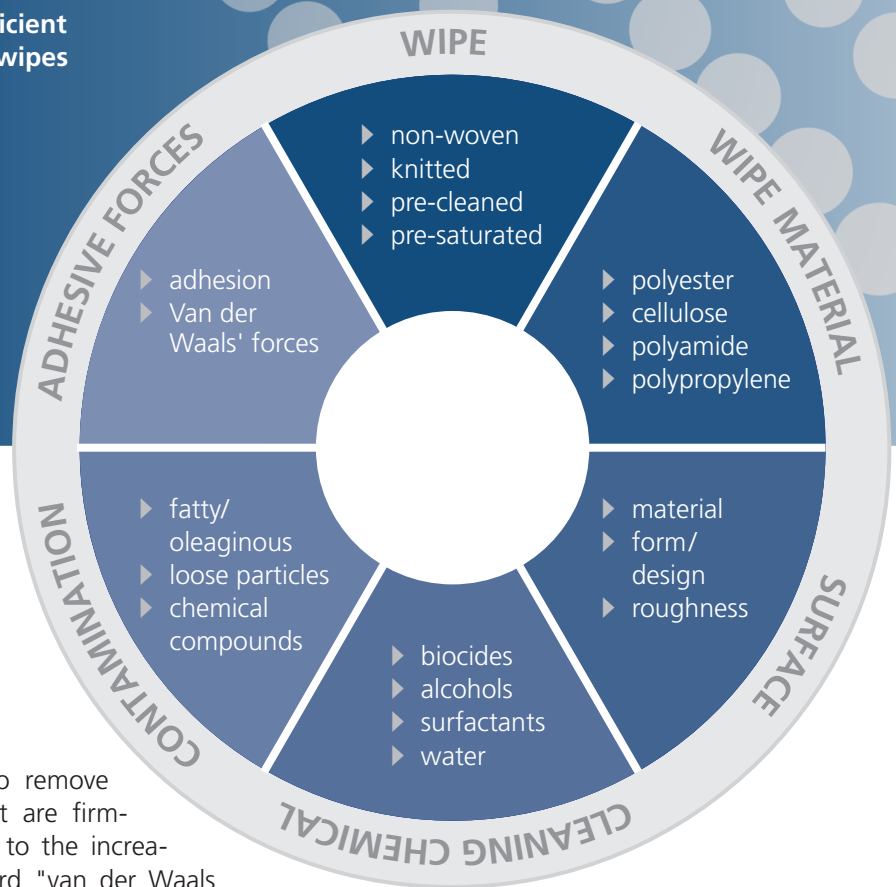 icient
wipes
WIPE
non-woven
knitted
pre-cleaned
pre-saturated
WIPE MATERIAL
polyester
cellulose
polyamide
polypropylene
SURFACE
material
form/
design
roughness
CLEANING CHEMICAL
biocides
alcohols
surfactants
water
CONTAMINATION
fatty/
oleaginous
loose particles
chemical
compounds
ADHESIVE FORCES
adhesion
Van der
Waals' forces
o remove
t are firm-
to the increa-
rd "van der Waals